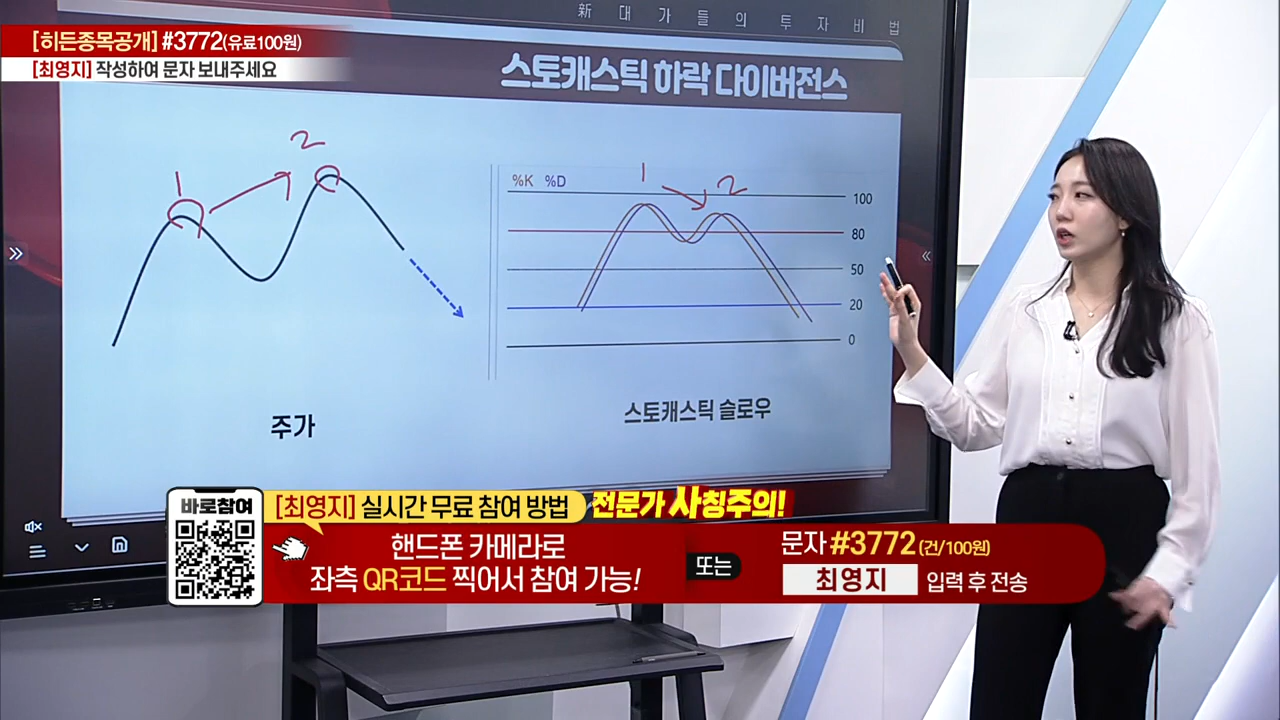 新 대 가 들 의 투 자 비 법
[히든종목공개] #3772(유료100원)
[최영지] 작성하여 문자 보내주세요
스토캐스틱 하락 다이버전스
1
2
%K %D
1
2
100
80
50
20
0
주가
스토캐스틱 슬로우
바로참여
[최영지] 실시간 무료 참여 방법
전문가 사칭주의!
핸드폰 카메라로
좌측 QR코드 찍어서 참여 가능!
또는
문자 #3772 (건/100원)
최영지 입력 후 전송